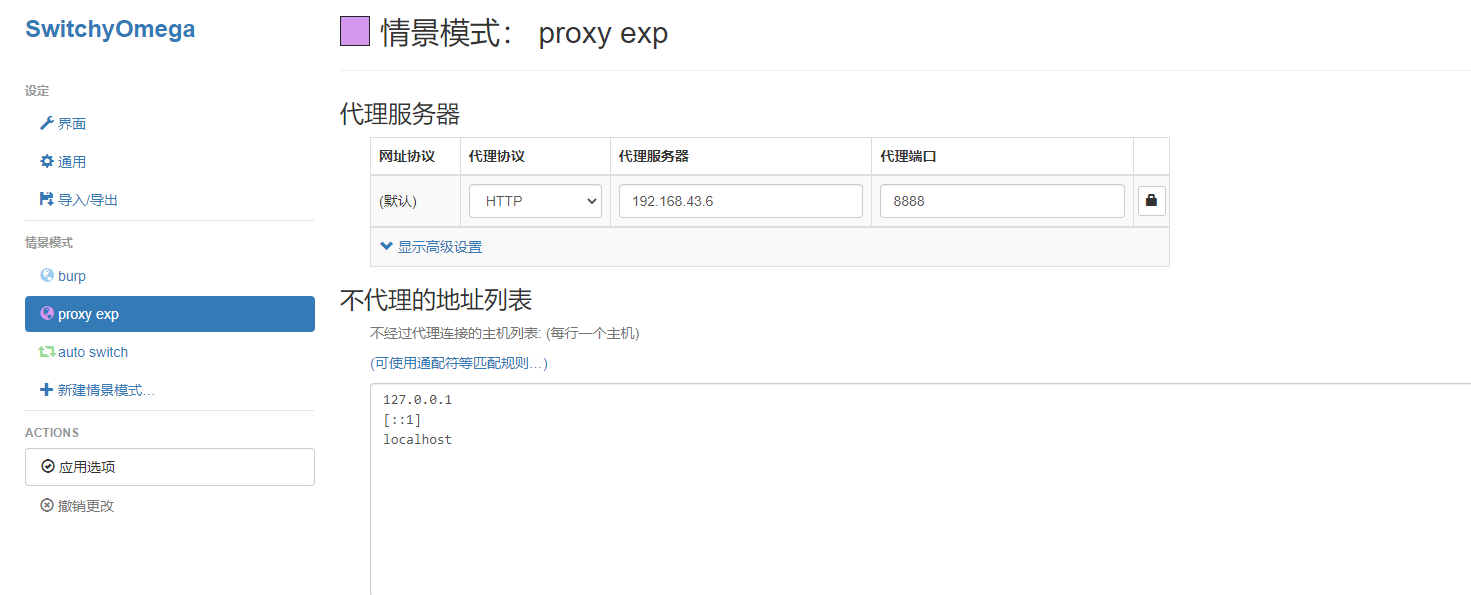 SwitchyOmega
设定
界面
通用
导入/导出
情景模式
burp
proxy exp
auto switch
新建情景模式…
ACTIONS
应用选项
撤销更改
情景模式: proxy exp
代理服务器
网址协议 代理协议 代理服务器 代理端口
(默认) HTTP 192.168.43.6 8888
显示高级设置
不代理的地址列表
不经过代理连接的主机列表: (每行一个主机)
(可使用通配符等匹配规则…)
127.0.0.1
[::1]
localhost